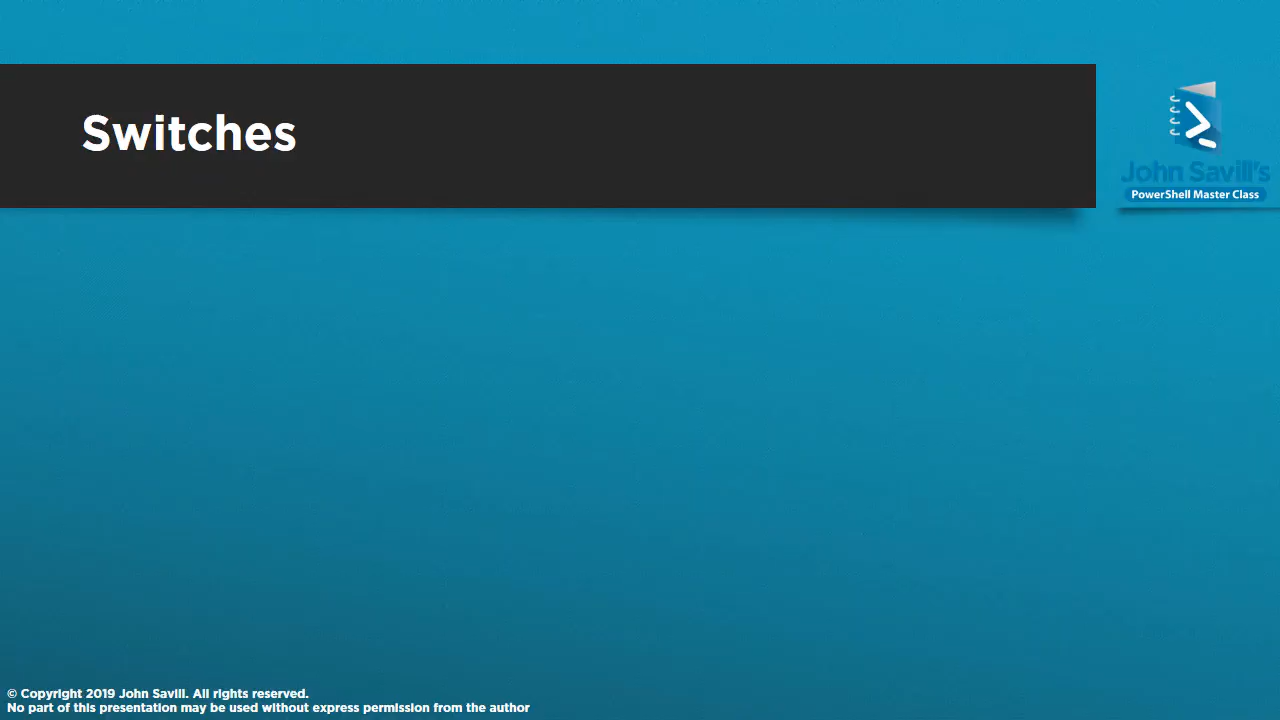 Switches
John Savill's
PowerShell Master Class
© Copyright 2019 John Savill. All rights reserved.
No part of this presentation may be used without express permission from the author